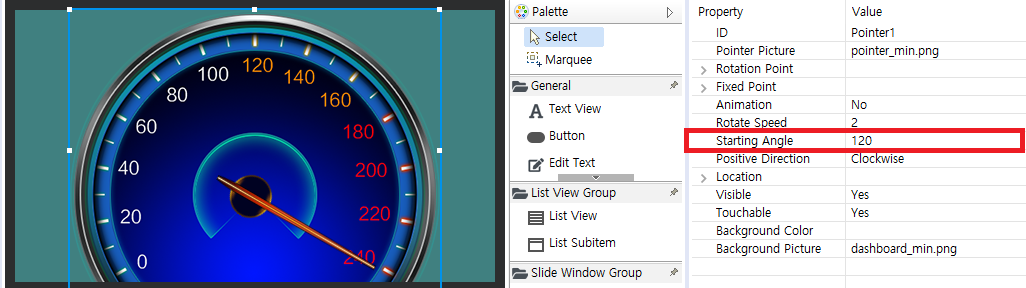 120
100
140
80
160
60
180
40
200
20
220
0
240
Palette
Select
Marquee
General
Text View
Button
Edit Text
List View Group
List View
List Subitem
Slide Window Group
Property Value
ID Pointer1
Pointer Picture pointer_min.png
Rotation Point
Fixed Point
Animation No
Rotate Speed 2
Starting Angle 120
Positive Direction Clockwise
Location
Visible Yes
Touchable Yes
Background Color
Background Picture dashboard_min.png